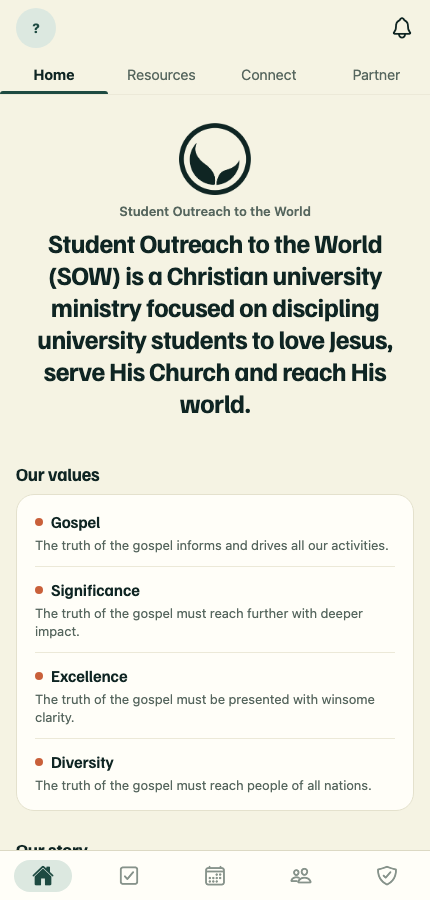 ?
Home Resources Connect Partner
Student Outreach to the World
Student Outreach to the World
(SOW) is a Christian university
ministry focused on discipling
university students to love Jesus,
serve His Church and reach His
world.
Our values
Gospel
The truth of the gospel informs and drives all our activities.
Significance
The truth of the gospel must reach further with deeper
impact.
Excellence
The truth of the gospel must be presented with winsome
clarity.
Diversity
The truth of the gospel must reach people of all nations.
Our story